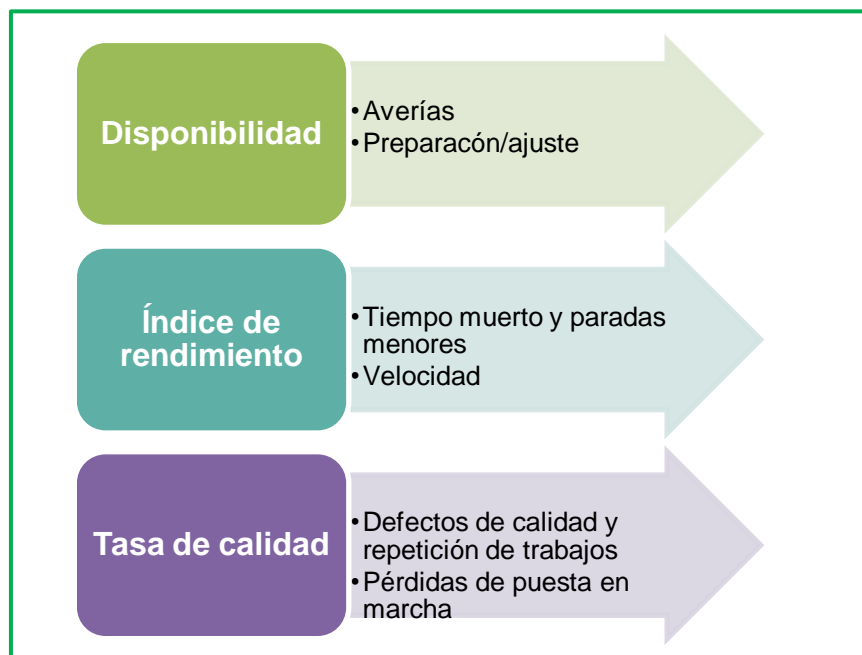 Disponibilidad
•Averías
•Preparacón/ajuste
Índice de
rendimiento
•Tiempo muerto y paradas
menores
•Velocidad
Tasa de calidad
•Defectos de calidad y
repetición de trabajos
•Pérdidas de puesta en
marcha